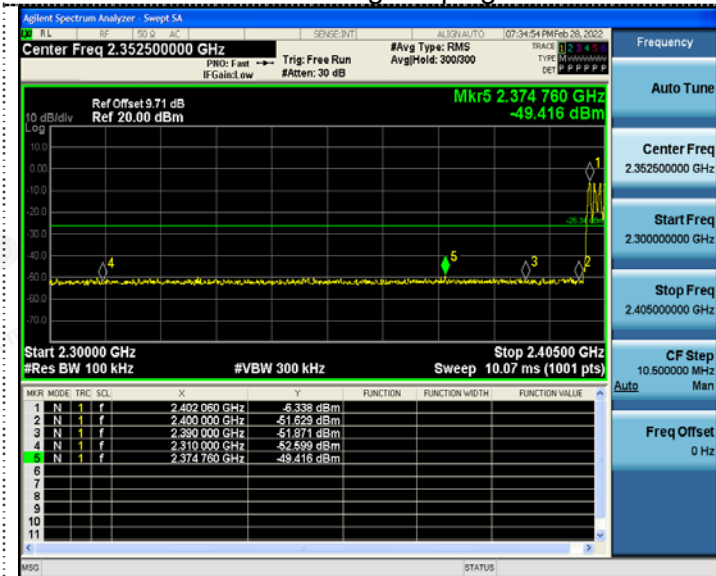 Agilent Spectrum Analyzer - Swept SA
RL RF 50 Ω AC SENSE:INT ALIGN AUTO 07:34:54 PM Feb 28, 2022
Center Freq 2.352500000 GHz
PNO: Fast
IFGain:Low
Trig: Free Run
#Atten: 30 dB
#Avg Type: RMS
Avg|Hold: 300/300
TRACE 1 2 3 4 5 6
TYPE M
DET P P P P P P
Ref Offset 9.71 dB
Ref 20.00 dBm
10 dB/div
Log
Mkr5 2.374 760 GHz
-49.416 dBm
10.0
0.00
-10.0
-20.0
-30.0
-40.0
-50.0
-60.0
-70.0
1
2
3
4
5
Start 2.30000 GHz
#Res BW 100 kHz
#VBW 300 kHz
Stop 2.40500 GHz
Sweep 10.07 ms (1001 pts)
MKR MODE TRC SCL X Y FUNCTION FUNCTION WIDTH FUNCTION VALUE
1 N 1 f 2.402 060 GHz -6.338 dBm
2 N 1 f 2.400 000 GHz -51.629 dBm
3 N 1 f 2.390 000 GHz -51.871 dBm
4 N 1 f 2.310 000 GHz -52.599 dBm
5 N 1 f 2.374 760 GHz -49.416 dBm
6
7
8
9
10
11
MSG STATUS
Frequency
Auto Tune
Center Freq
2.352500000 GHz
Start Freq
2.300000000 GHz
Stop Freq
2.405000000 GHz
CF Step
10.500000 MHz
Auto Man
Freq Offset
0 Hz